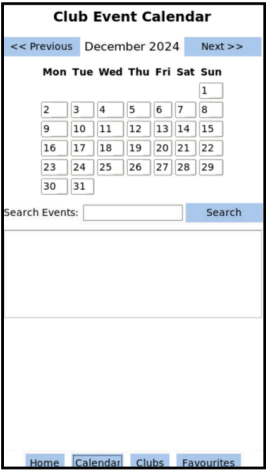 Club Event Calendar
<< Previous December 2024 Next >>
Mon Tue Wed Thu Fri Sat Sun
1
2 3 4 5 6 7 8
9 10 11 12 13 14 15
16 17 18 19 20 21 22
23 24 25 26 27 28 29
30 31
Search Events: Search
Home Calendar Clubs Favourites